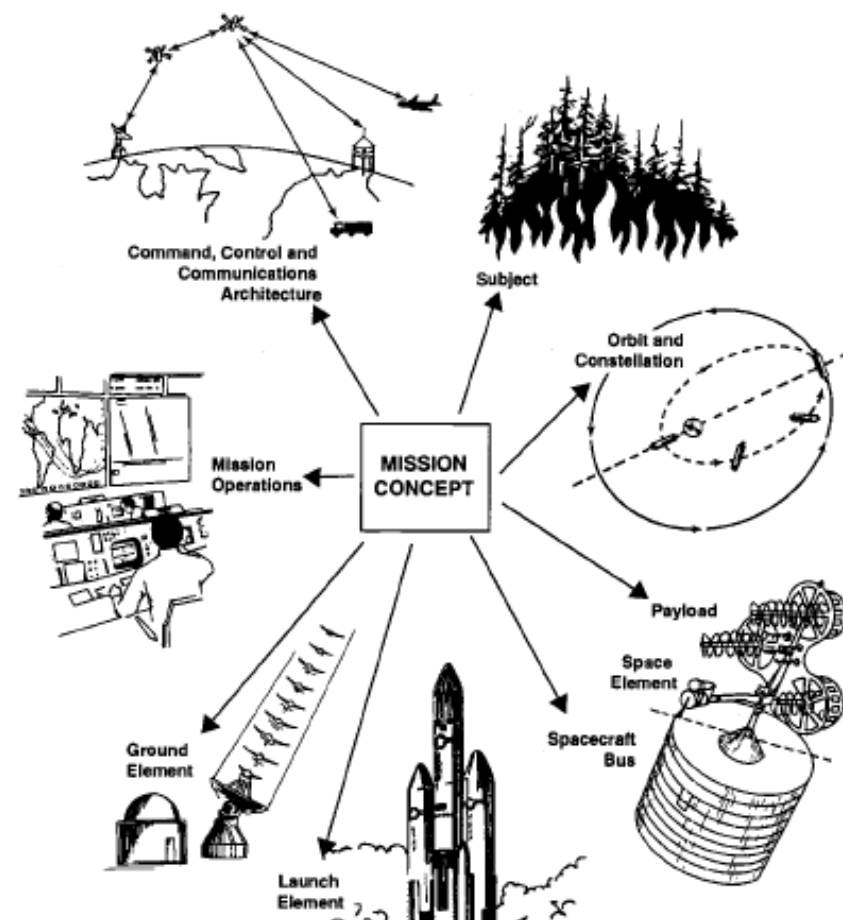 Command, Control and
Communications
Architecture
Subject
Orbit and
Constellation
Mission
Operations
MISSION
CONCEPT
Payload
Space
Element
Spacecraft
Bus
Ground
Element
Launch
Element